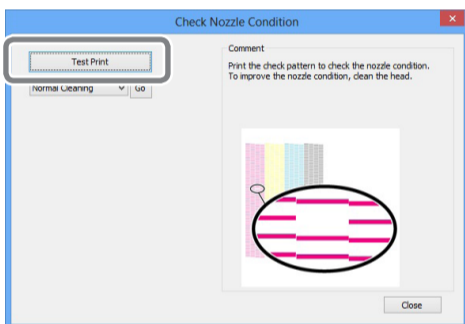 Check Nozzle Condition
Test Print
Normal Cleaning
Go
Comment
Print the check pattern to check the nozzle condition.
To improve the nozzle condition, clean the head.
Close